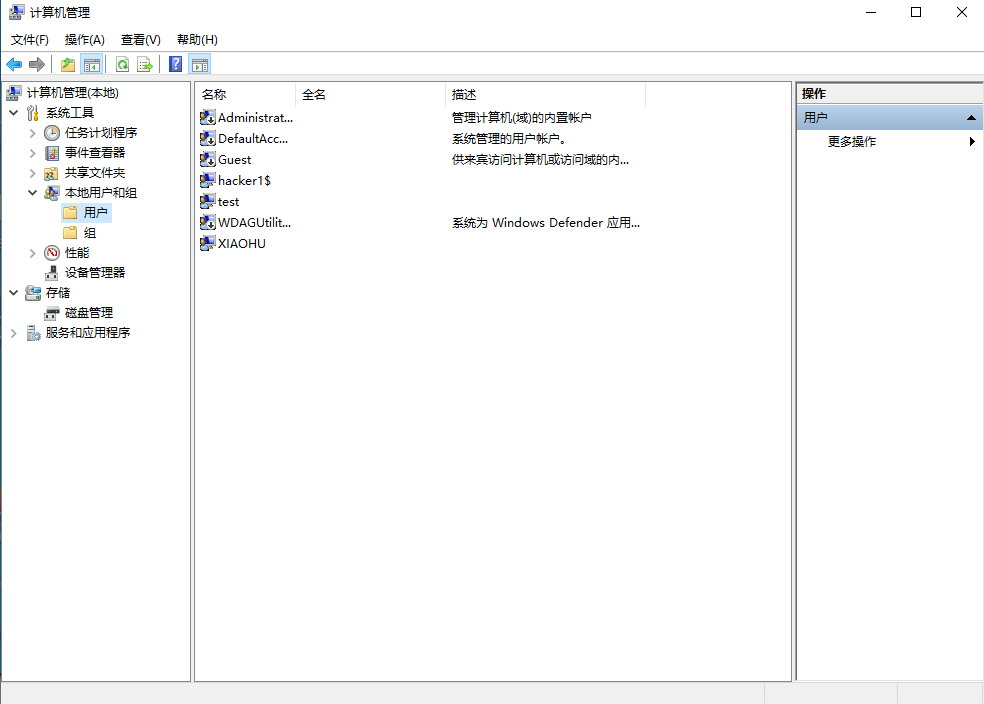 计算机管理
文件(F) 操作(A) 查看(V) 帮助(H)
计算机管理(本地)
系统工具
任务计划程序
事件查看器
共享文件夹
本地用户和组
用户
组
性能
设备管理器
存储
磁盘管理
服务和应用程序
名称 全名 描述
Administrat... 管理计算机(域)的内置帐户
DefaultAcc... 系统管理的用户帐户。
Guest 供来宾访问计算机或访问域的内...
hacker1$
test
WDAGUtilit... 系统为 Windows Defender 应用...
XIAOHU
操作
用户
更多操作